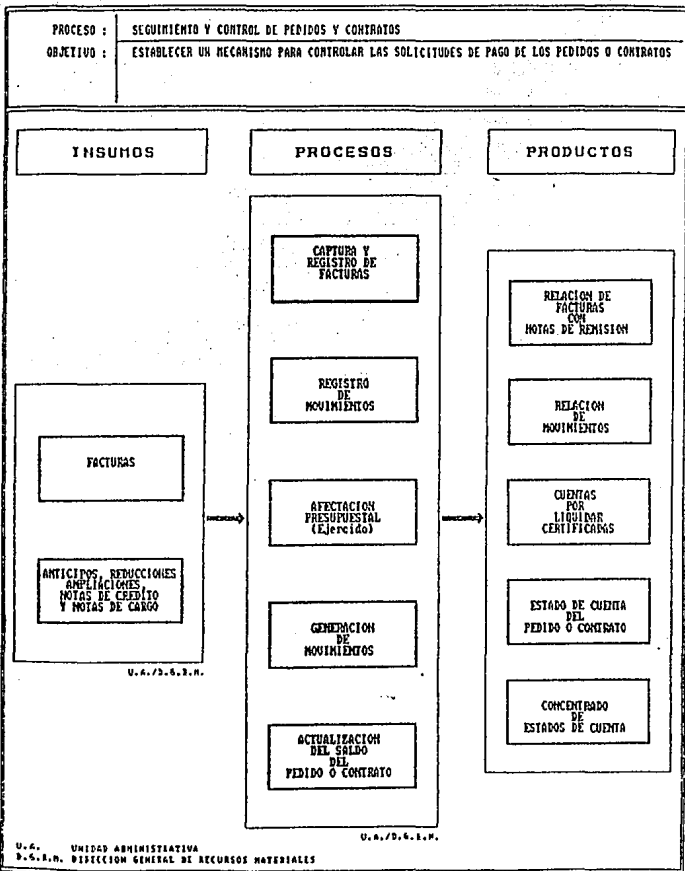 PROCESO : SEGUIMIENTO Y CONTROL DE PEDIDOS Y CONTRATOS
OBJETIVO : ESTABLECER UN MECANISMO PARA CONTROLAR LAS SOLICITUDES DE PAGO DE LOS PEDIDOS O CONTRATOS
INSUMOS
FACTURAS
ANTICIPOS, REDUCCIONES
AMPLIACIONES,
NOTAS DE CREDITO
Y NOTAS DE CARGO
U.A./D.G.R.M.
PROCESOS
CAPTURA Y
REGISTRO DE
FACTURAS
REGISTRO
DE
MOVIMIENTOS
AFECTACION
PRESUPUESTAL
(Ejercido)
GENERACION
DE
MOVIMIENTOS
ACTUALIZACION
DEL SALDO
DEL
PEDIDO O CONTRATO
U.A./D.G.R.M.
PRODUCTOS
RELACION DE
FACTURAS
CON
NOTAS DE REMISION
RELACION
DE
MOVIMIENTOS
CUENTAS
POR
LIQUIDAR
CERTIFICADAS
ESTADO DE CUENTA
DEL
PEDIDO O CONTRATO
CONCENTRADO
DE
ESTADOS DE CUENTA
U.A. UNIDAD ADMINISTRATIVA
D.G.R.M. DIRECCION GENERAL DE RECURSOS MATERIALES